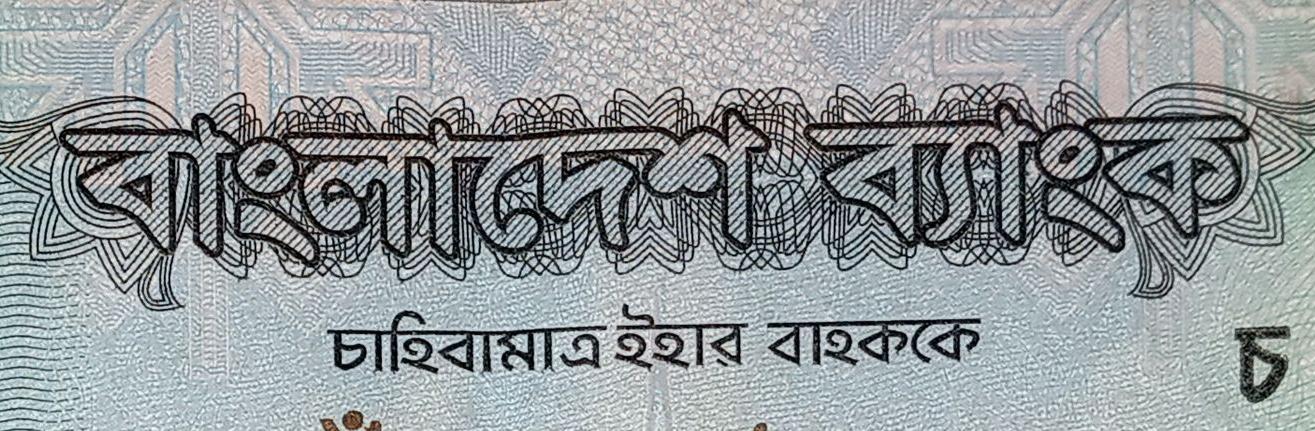 বাংলাদেশ ব্যাংক
চাহিবামাত্র ইহার বাহককে
চ